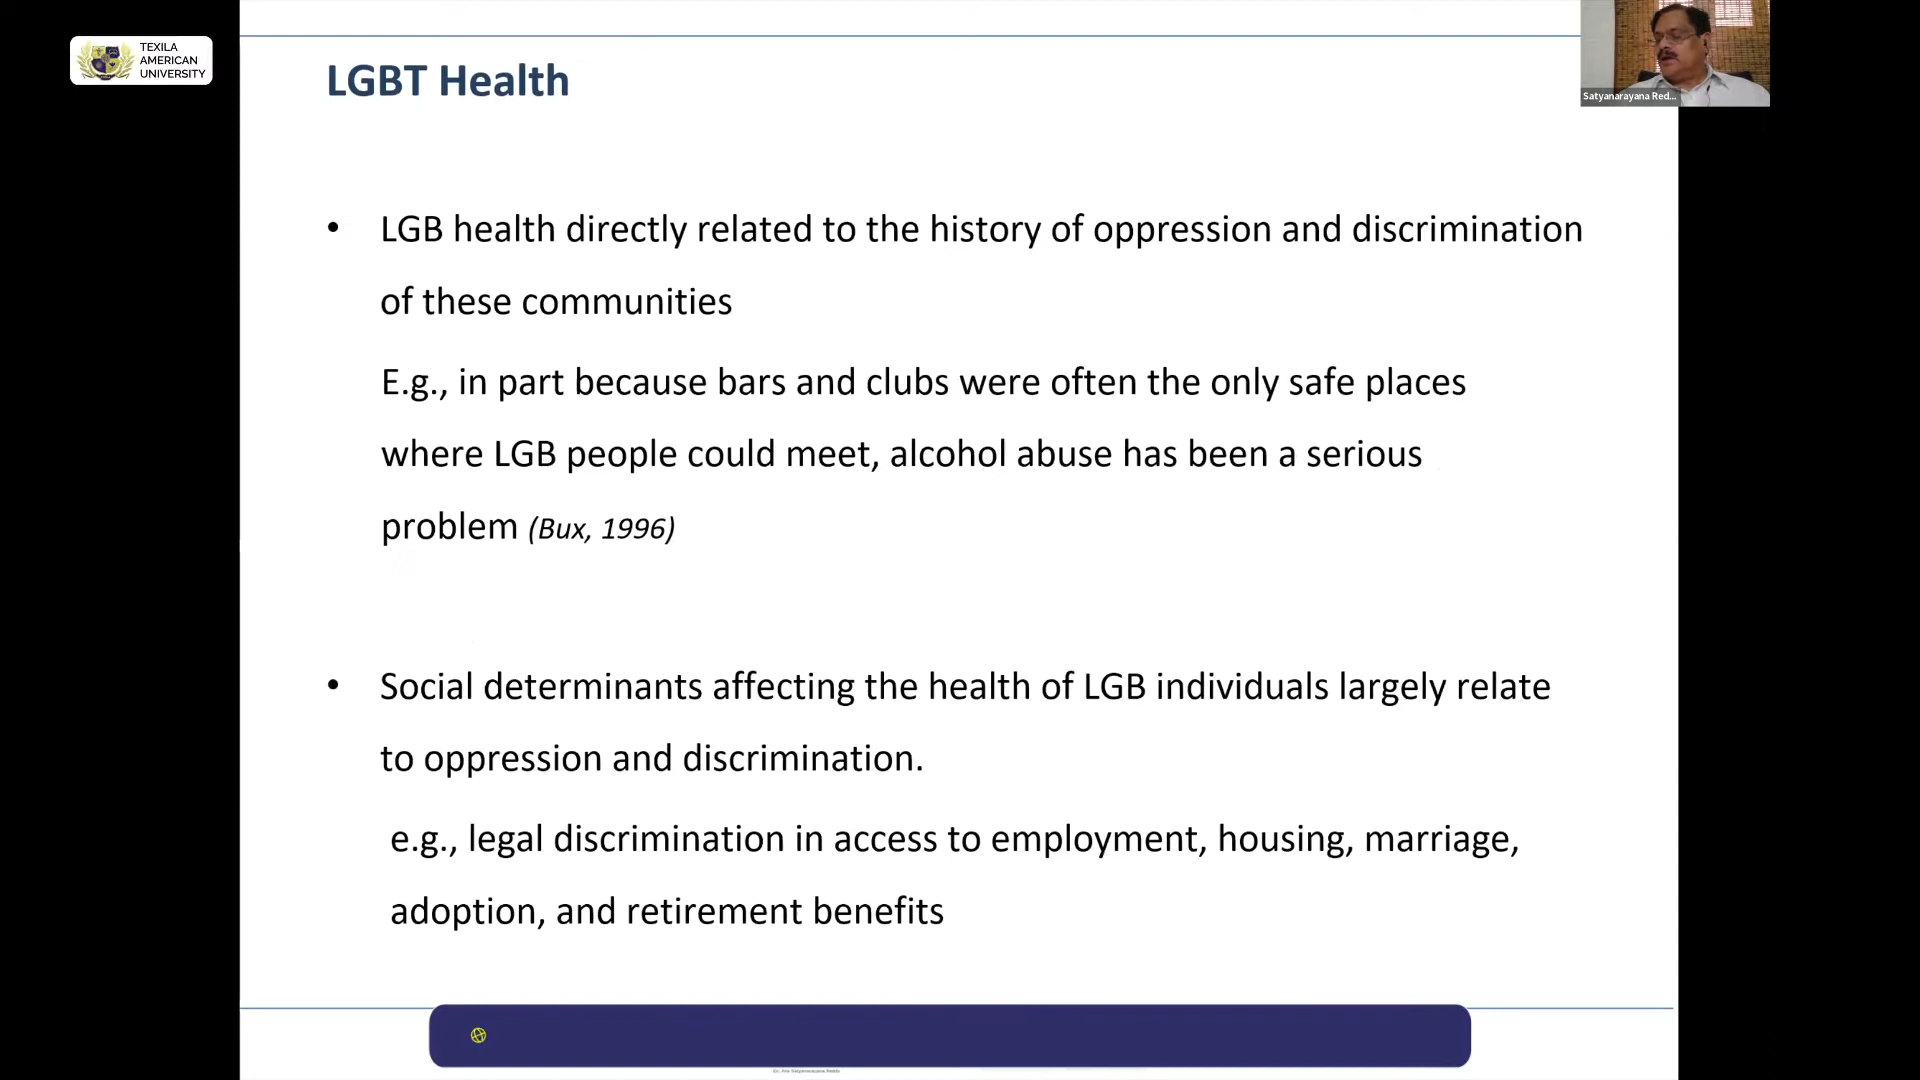 TEXILA
AMERICAN
UNIVERSITY
LGBT Health
Satyanarayana Red...
• LGB health directly related to the history of oppression and discrimination
of these communities
E.g., in part because bars and clubs were often the only safe places
where LGB people could meet, alcohol abuse has been a serious
problem (Bux, 1996)
• Social determinants affecting the health of LGB individuals largely relate
to oppression and discrimination.
e.g., legal discrimination in access to employment, housing, marriage,
adoption, and retirement benefits